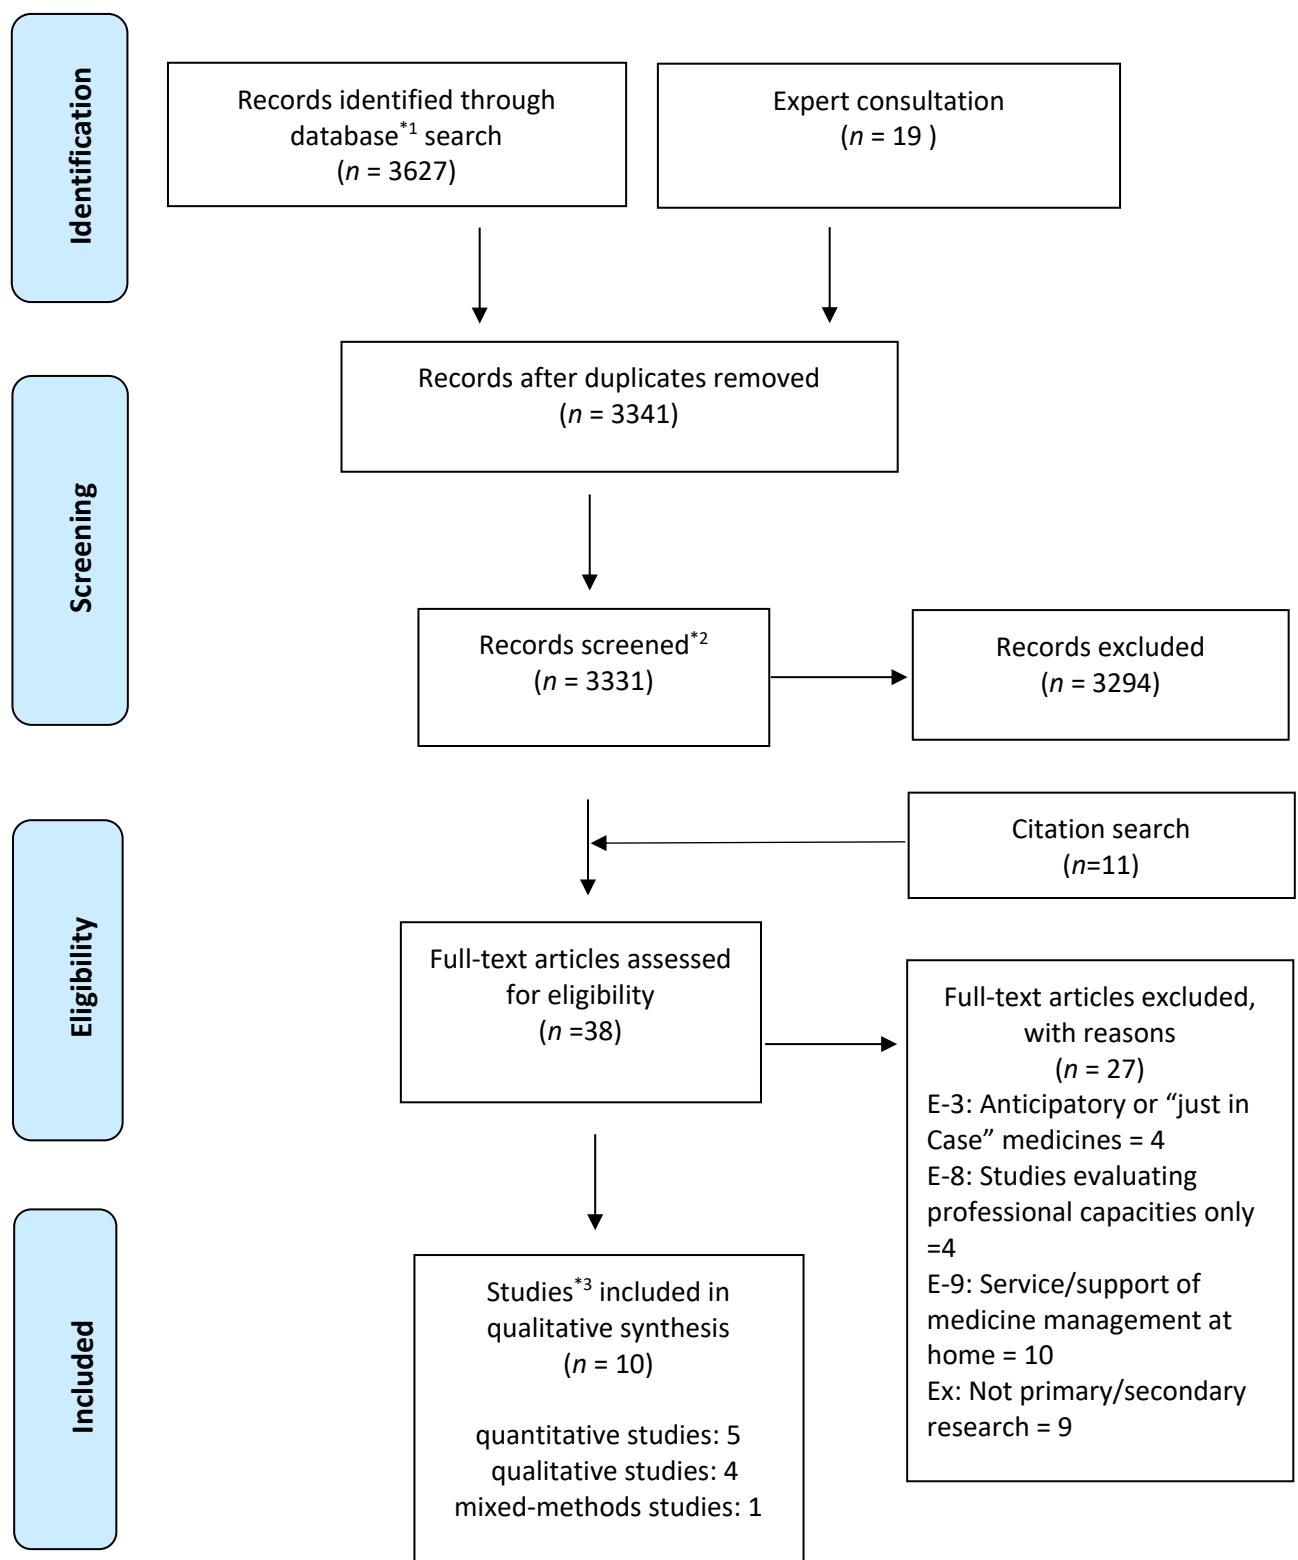 Identification
Records identified through
database*1 search
(n = 3627)
Expert consultation
(n = 19 )
Screening
Records after duplicates removed
(n = 3341)
Records screened*2
(n = 3331)
Records excluded
(n = 3294)
Eligibility
Citation search
(n=11)
Full-text articles assessed
for eligibility
(n =38)
Full-text articles excluded,
with reasons
(n = 27)
E-3: Anticipatory or “just in
Case” medicines = 4
E-8: Studies evaluating
professional capacities only
=4
E-9: Service/support of
medicine management at
home = 10
Ex: Not primary/secondary
research = 9
Included
Studies*3 included in
qualitative synthesis
(n = 10)
quantitative studies: 5
qualitative studies: 4
mixed-methods studies: 1